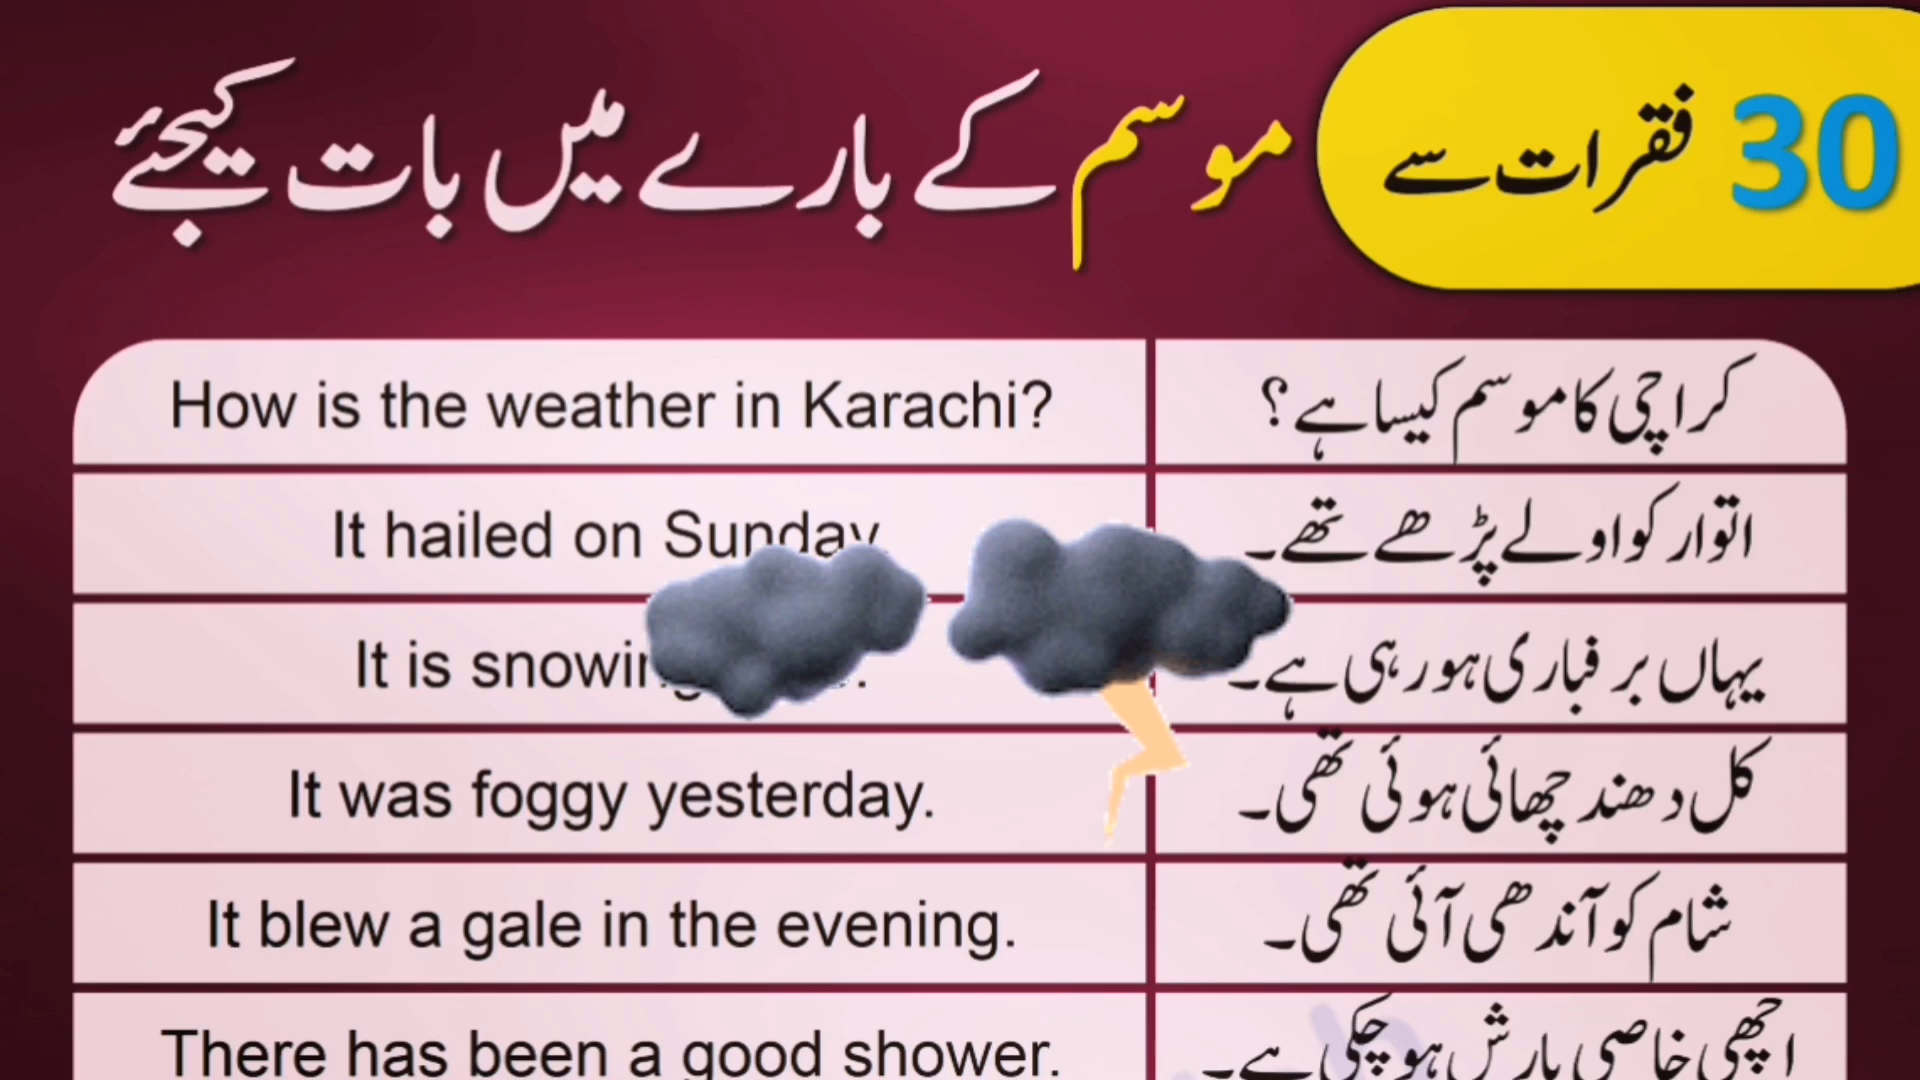 30 فقرات سے موسم کے بارے میں بات کیجئے
How is the weather in Karachi? کراچی کا موسم کیسا ہے؟
It hailed on Sunday. اتوار کو اولے پڑھے تھے۔
It is snowing یہاں برفباری ہو رہی ہے۔
It was foggy yesterday. کل دھند چھائی ہوئی تھی۔
It blew a gale in the evening. شام کو آندھی آئی تھی۔
There has been a good shower. اچھی خاصی بارش ہو چکی ہے۔